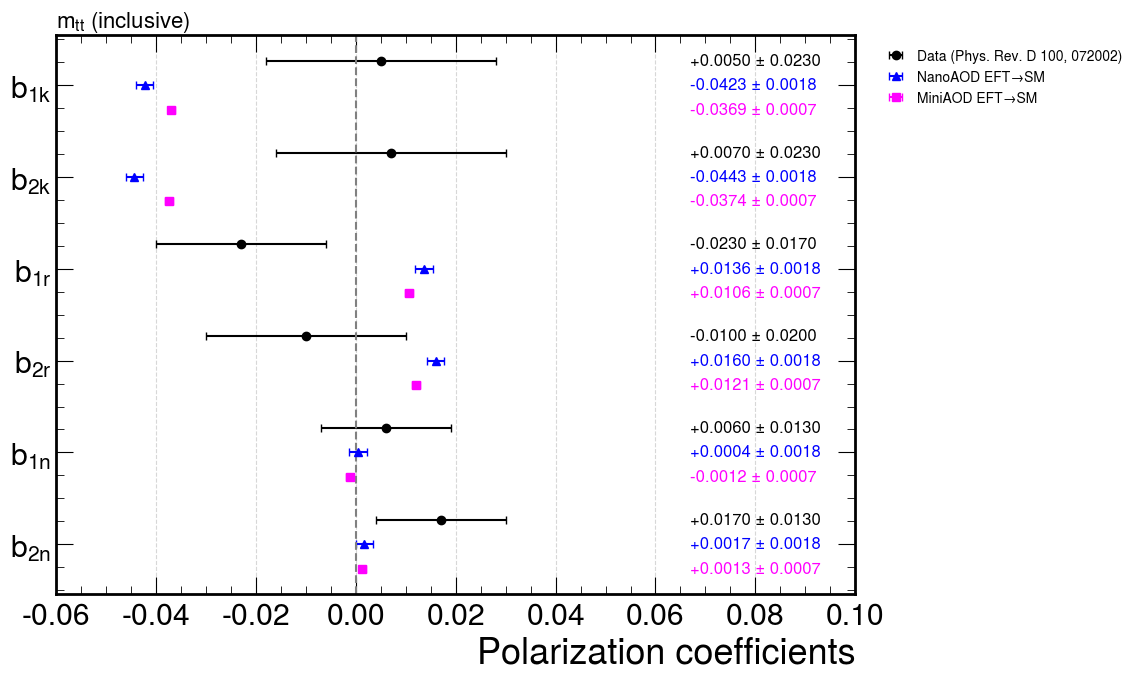 m_tt (inclusive)
Data (Phys. Rev. D 100, 072002)
NanoAOD EFT→SM
MiniAOD EFT→SM
b_1k
+0.0050 ± 0.0230
-0.0423 ± 0.0018
-0.0369 ± 0.0007
b_2k
+0.0070 ± 0.0230
-0.0443 ± 0.0018
-0.0374 ± 0.0007
b_1r
-0.0230 ± 0.0170
+0.0136 ± 0.0018
+0.0106 ± 0.0007
b_2r
-0.0100 ± 0.0200
+0.0160 ± 0.0018
+0.0121 ± 0.0007
b_1n
+0.0060 ± 0.0130
+0.0004 ± 0.0018
-0.0012 ± 0.0007
b_2n
+0.0170 ± 0.0130
+0.0017 ± 0.0018
+0.0013 ± 0.0007
-0.06 -0.04 -0.02 0.00 0.02 0.04 0.06 0.08 0.10
Polarization coefficients